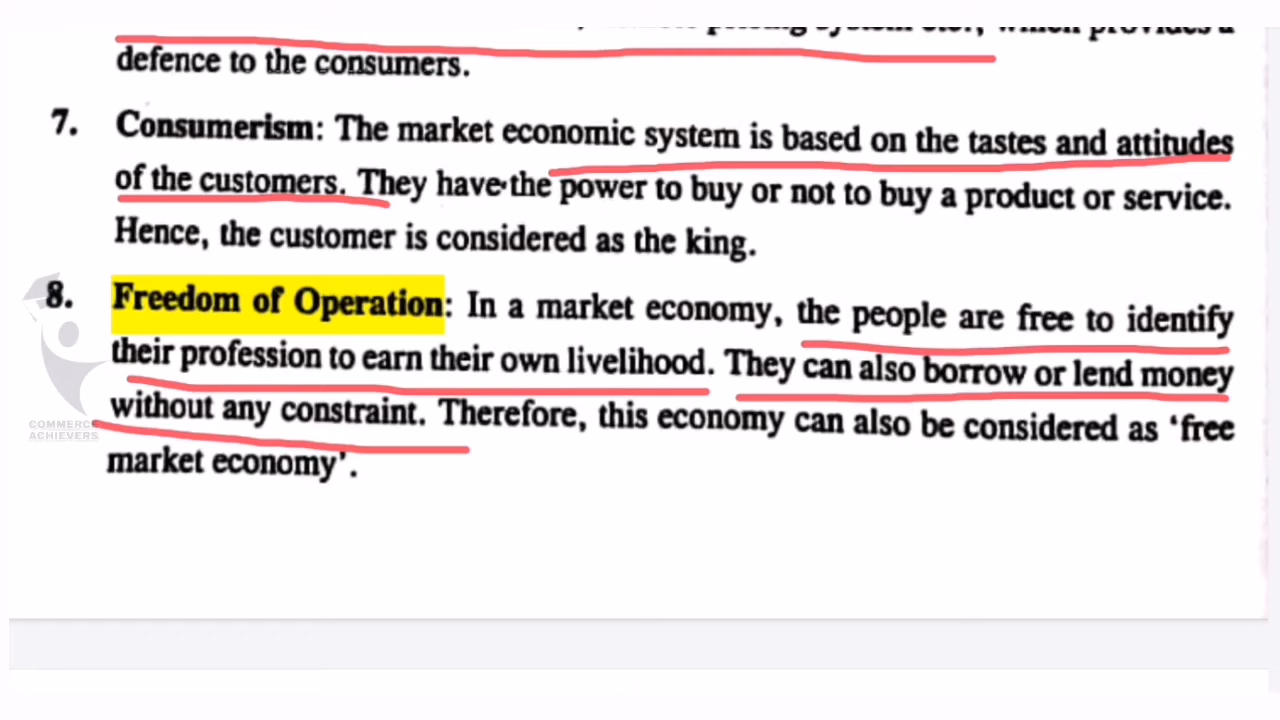 system etc., which provides a
defence to the consumers.
7. Consumerism: The market economic system is based on the tastes and attitudes
of the customers. They have the power to buy or not to buy a product or service.
Hence, the customer is considered as the king.
8. Freedom of Operation: In a market economy, the people are free to identify
their profession to earn their own livelihood. They can also borrow or lend money
without any constraint. Therefore, this economy can also be considered as ‘free
market economy’.
COMMERCE
ACHIEVERS